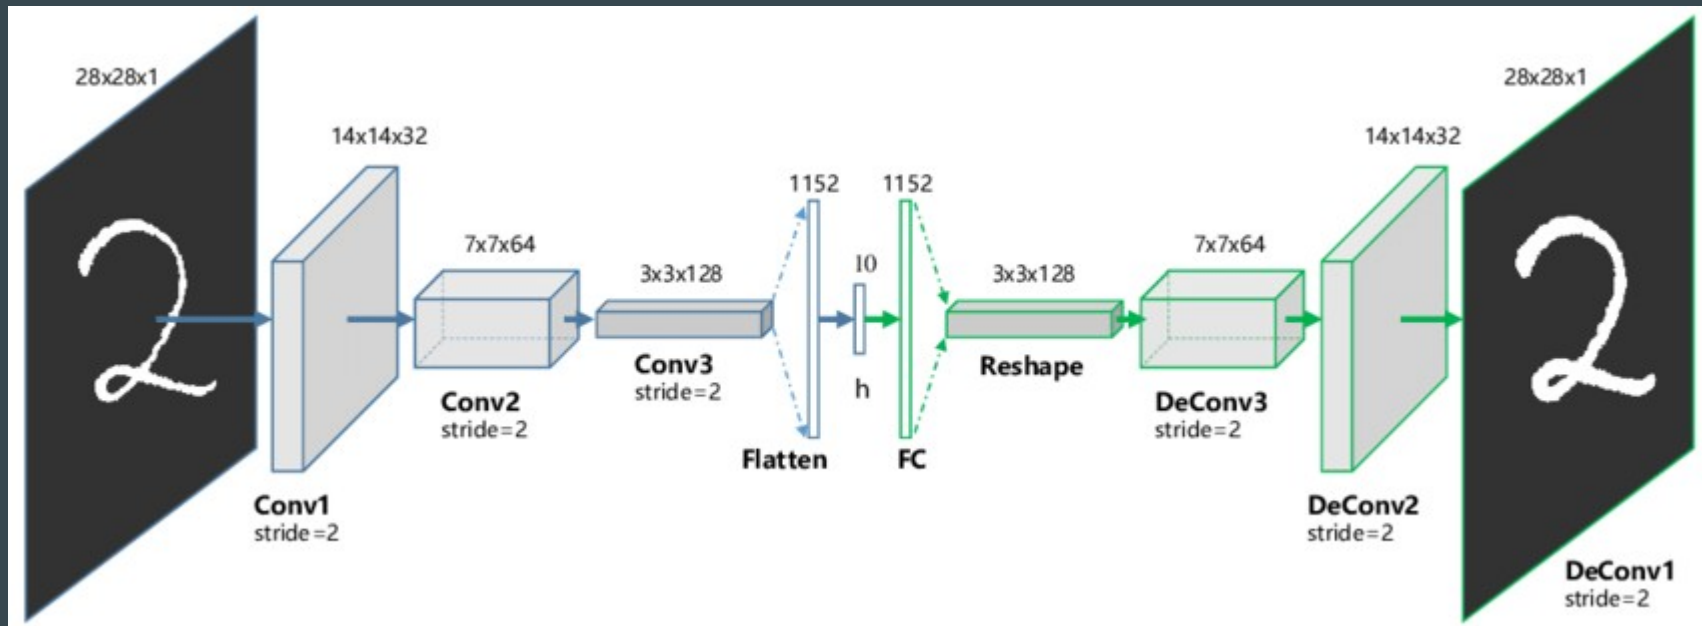 28x28x1
14x14x32
Conv1
stride=2
7x7x64
Conv2
stride=2
3x3x128
Conv3
stride=2
1152
Flatten
10
h
1152
FC
3x3x128
Reshape
7x7x64
DeConv3
stride=2
14x14x32
DeConv2
stride=2
28x28x1
DeConv1
stride=2
2
2